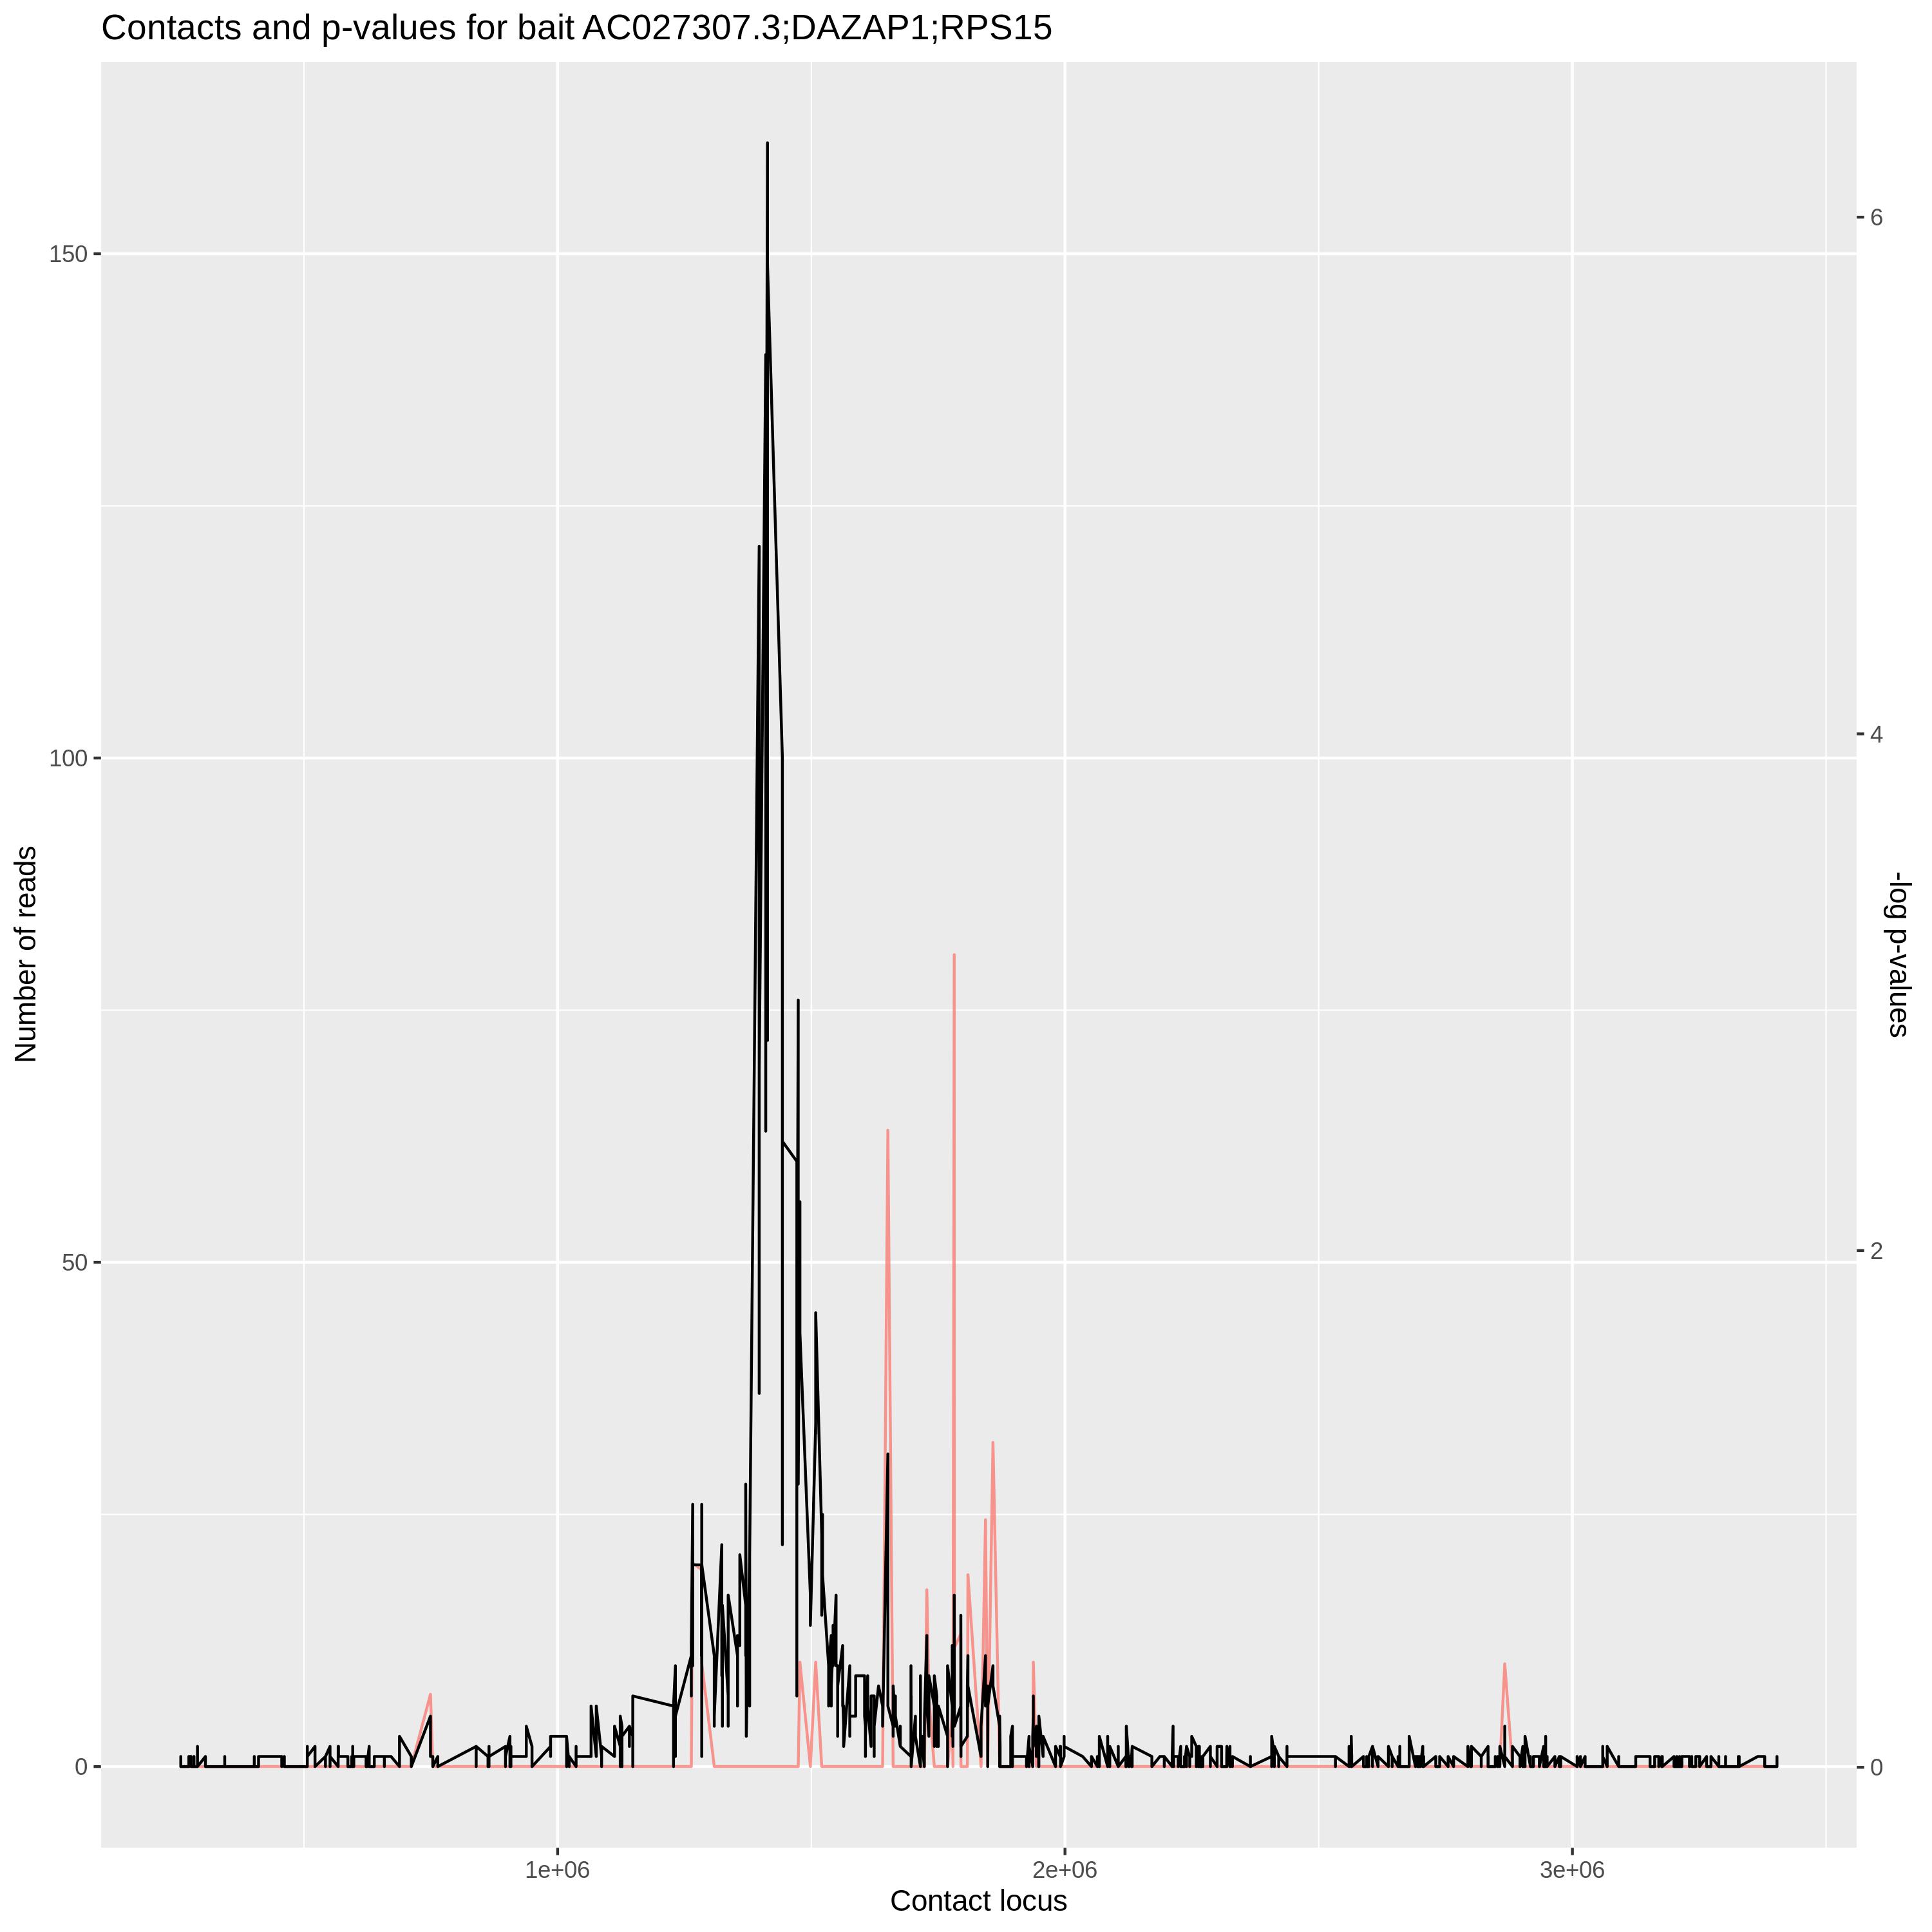 Contacts and p-values for bait AC027307.3;DAZAP1;RPS15
Number of reads
150
100
50
0
6
4
2
0
-log p-values
1e+06
2e+06
3e+06
Contact locus